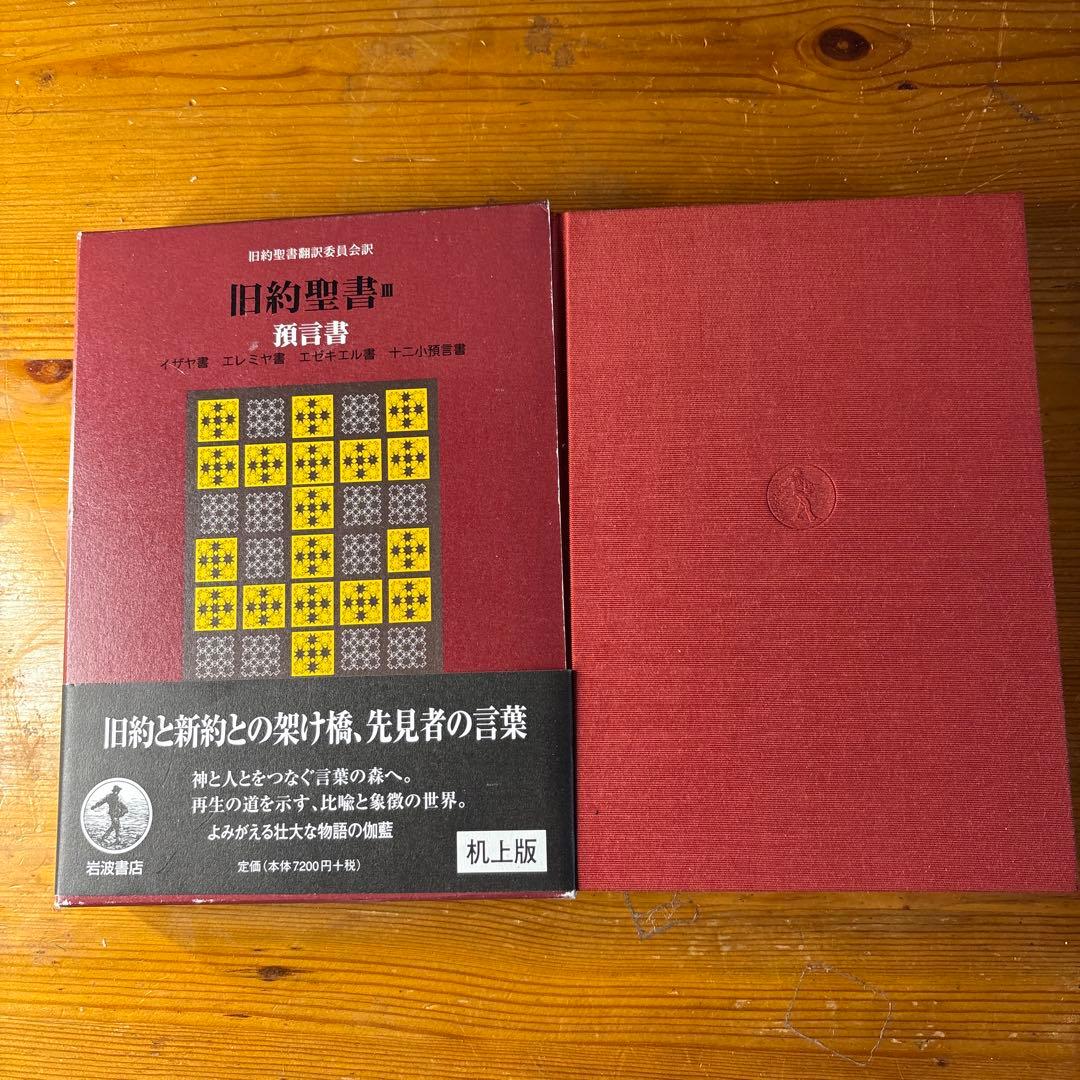 旧約聖書翻訳委員会訳
旧約聖書 III
預言書
イザヤ書 エレミヤ書 エゼキエル書 十二小預言書
旧約と新約との架け橋、先見者の言葉
神と人とをつなぐ言葉の森へ。
再生の道を示す、比喩と象徴の世界。
よみがえる壮大な物語の伽藍
岩波書店
定価(本体7200円+税)
机上版